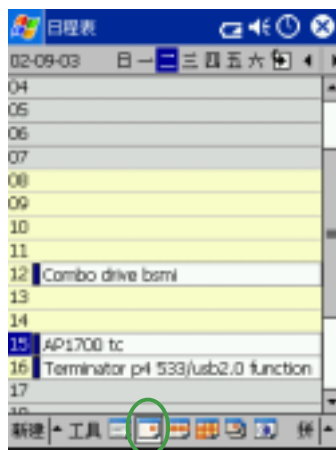 日程表
02-09-03 日 一 二 三 四 五 六
04
05
06
07
08
09
10
11
12 Combo drive bsmi
13
14
15 AP1700 tc
16 Terminator p4 533/usb2.0 function
17
18
新建 工具 拼